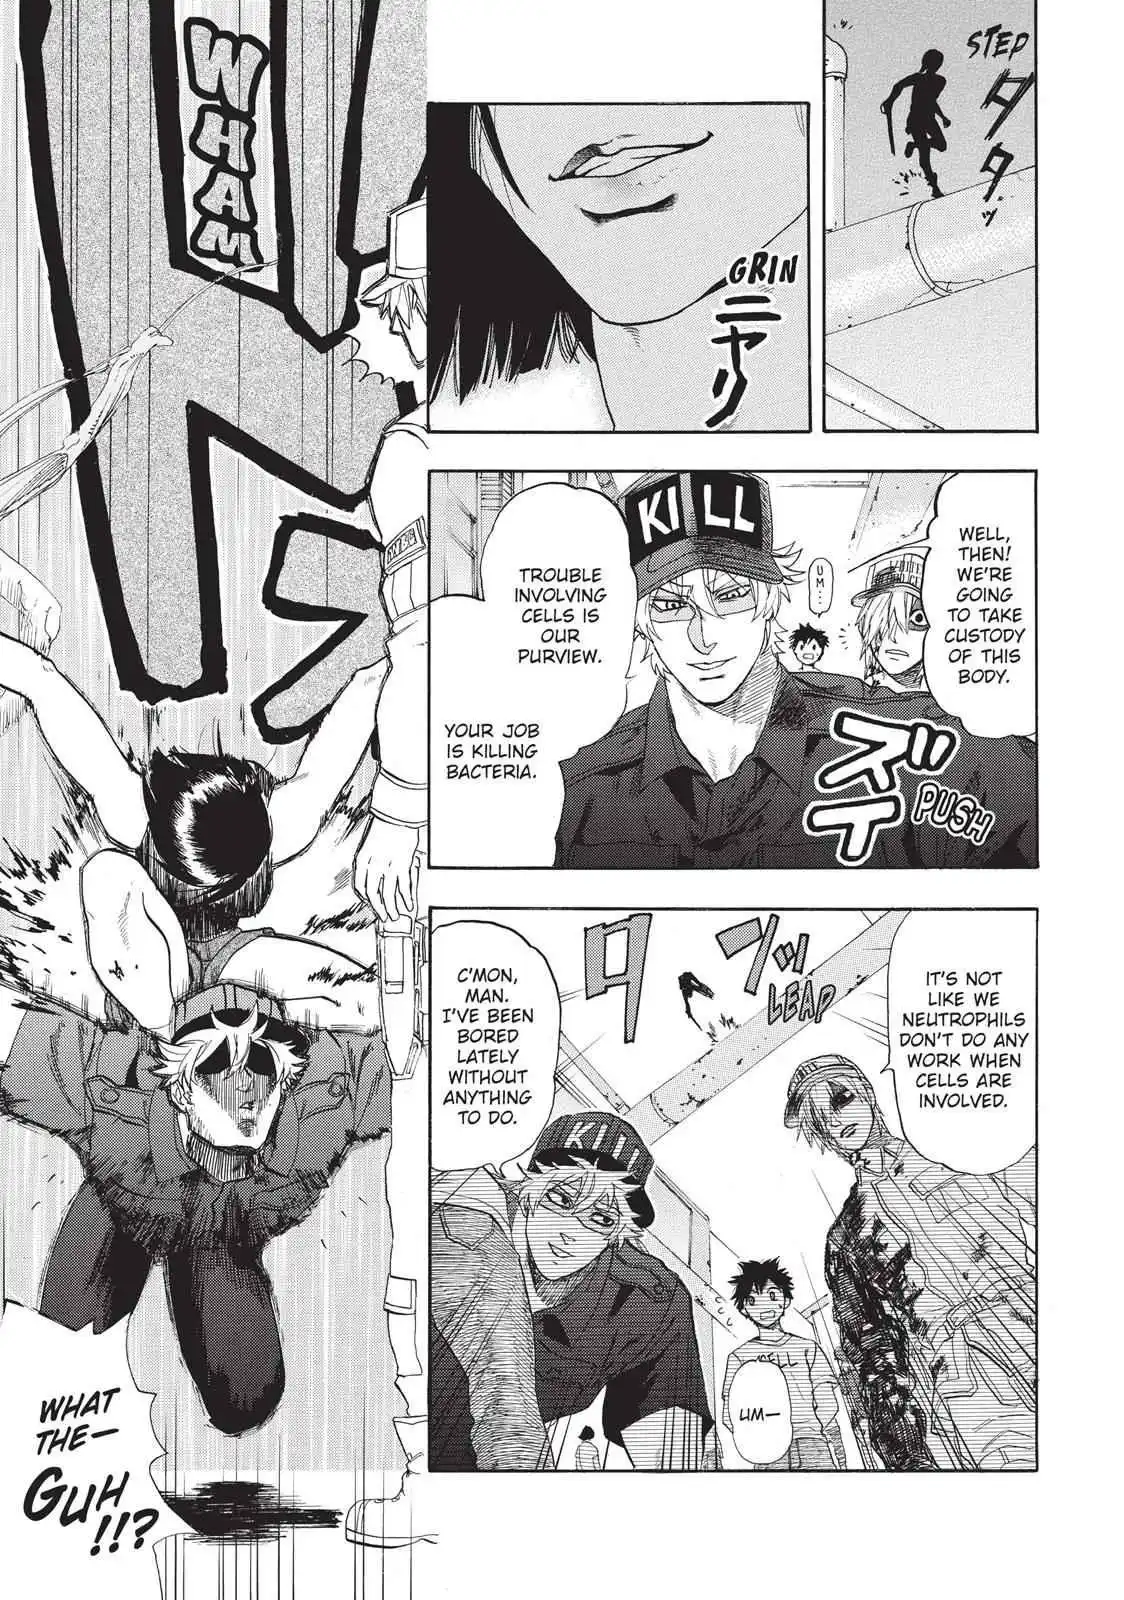 STEP
タタッ
GRIN
ニヤリ
WELL,
THEN!
WE'RE
GOING
TO TAKE
CUSTODY
OF THIS
BODY.
UM...
KILL
TROUBLE
INVOLVING
CELLS IS
OUR
PURVIEW.
YOUR JOB
IS KILLING
BACTERIA.
ズイ
PUSH
IT'S NOT
LIKE WE
NEUTROPHILS
DON'T DO ANY
WORK WHEN
CELLS ARE
INVOLVED.
タンッ
LEAP
C'MON,
MAN.
I'VE BEEN
BORED
LATELY
WITHOUT
ANYTHING
TO DO.
KILL
CELL
UM—
WHAM
WHAT
THE—
GUH
!!?